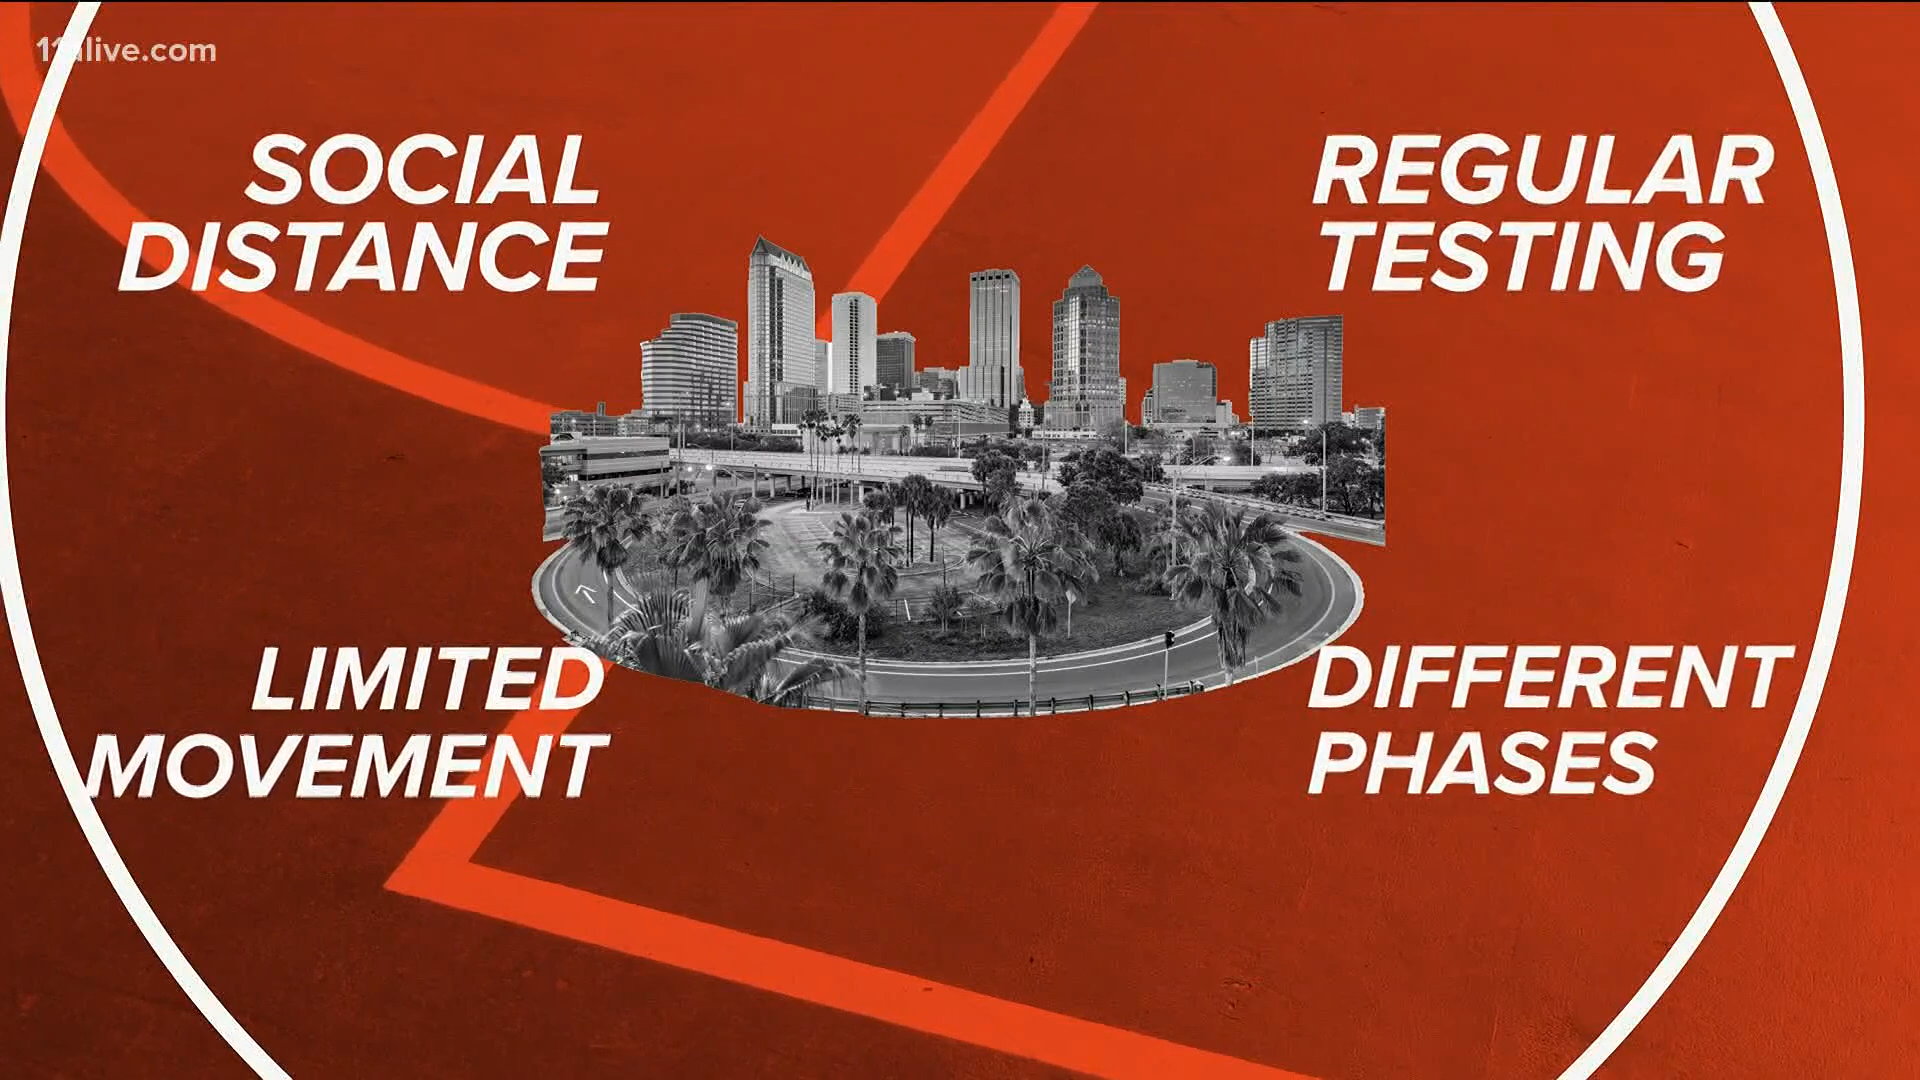 11alive.com
SOCIAL
DISTANCE
REGULAR
TESTING
LIMITED
MOVEMENT
DIFFERENT
PHASES